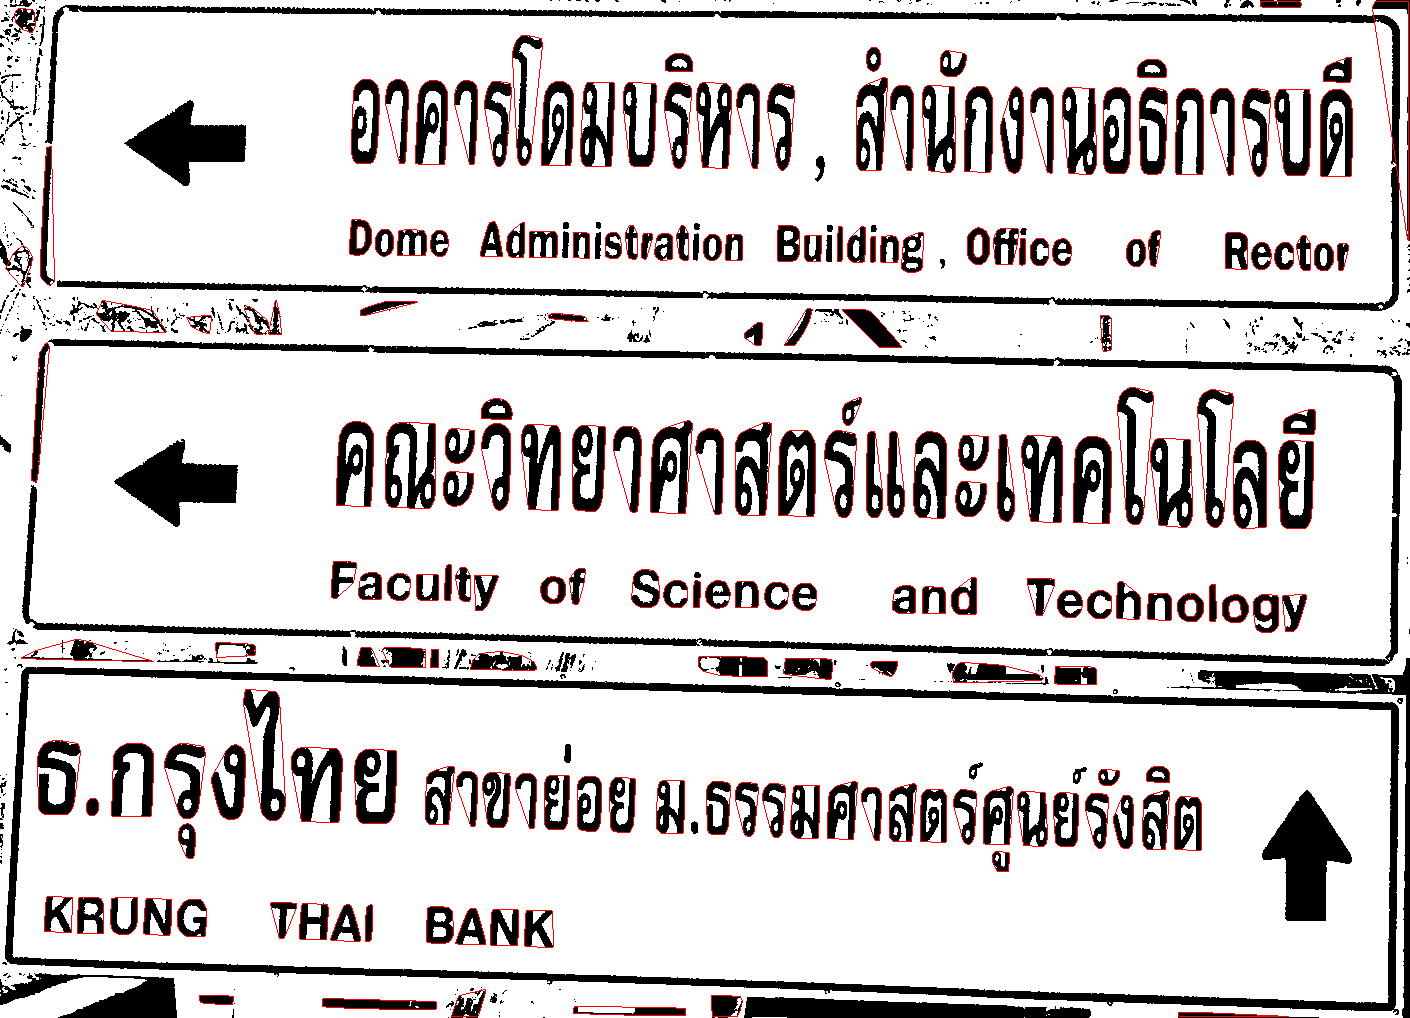 อาคารโดมบริหาร , สำนักงานอธิการบดี
Dome Administration Building , Office of Rector
คณะวิทยาศาสตร์และเทคโนโลยี
Faculty of Science and Technology
ธ.กรุงไทย สาขาย่อย ม.ธรรมศาสตร์ศูนย์รังสิต
KRUNG THAI BANK